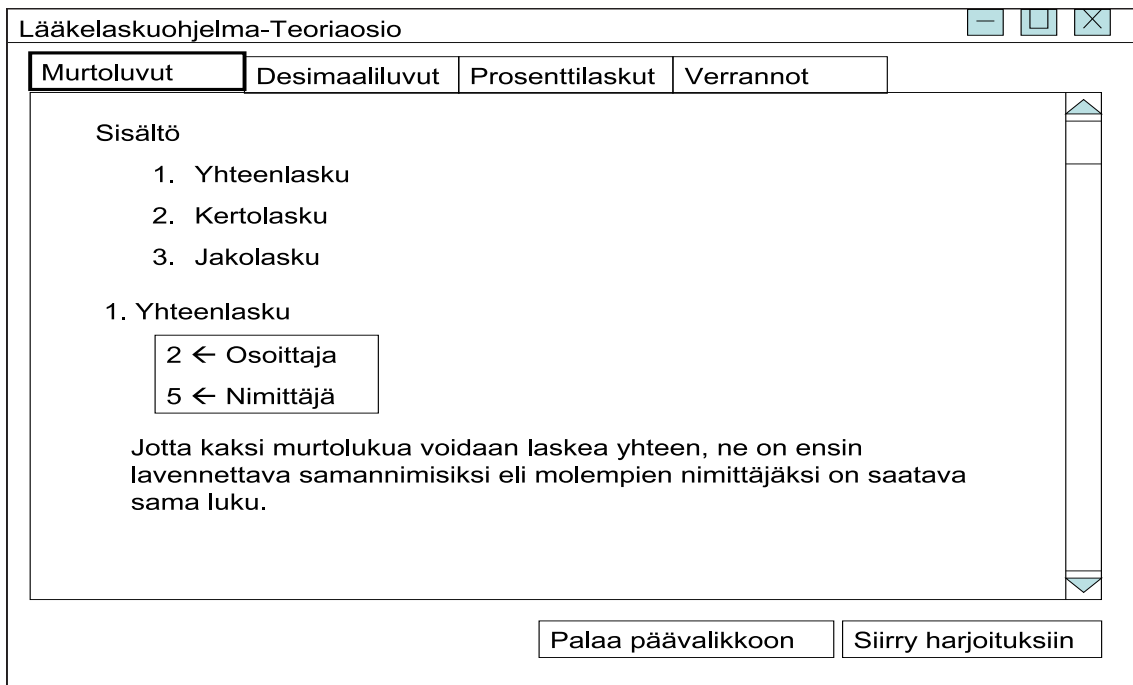 Lääkelaskuohjelma-Teoriaosio
Murtoluvut Desimaaliluvut Prosenttilaskut Verrannot
Sisältö
1. Yhteenlasku
2. Kertolasku
3. Jakolasku
1. Yhteenlasku
2 ← Osoittaja
5 ← Nimittäjä
Jotta kaksi murtolukua voidaan laskea yhteen, ne on ensin
lavennettava samannimisiksi eli molempien nimittäjäksi on saatava
sama luku.
Palaa päävalikkoon Siirry harjoituksiin